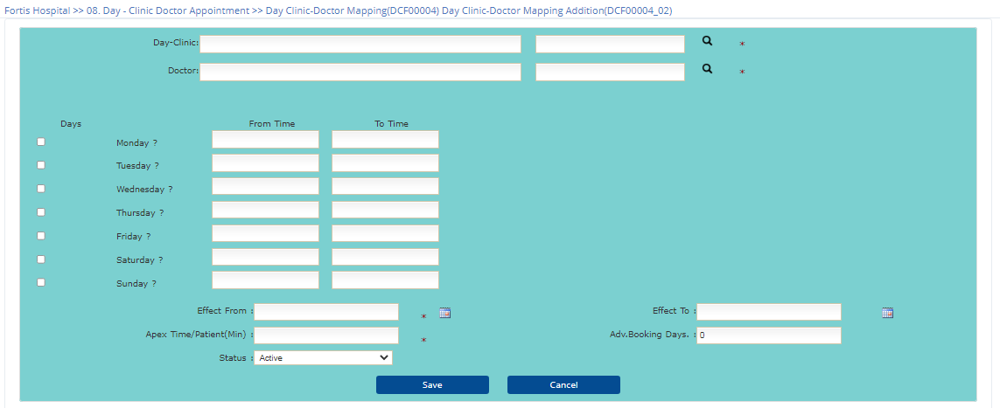 Fortis Hospital >> 08. Day - Clinic Doctor Appointment >> Day Clinic-Doctor Mapping(DCF00004) Day Clinic-Doctor Mapping Addition(DCF00004_02)
Day-Clinic: *
Doctor: *
Days From Time To Time
Monday ?
Tuesday ?
Wednesday ?
Thursday ?
Friday ?
Saturday ?
Sunday ?
Effect From : * Effect To :
Apex Time/Patient(Min) : * Adv.Booking Days. : 0
Status : Active
Save Cancel